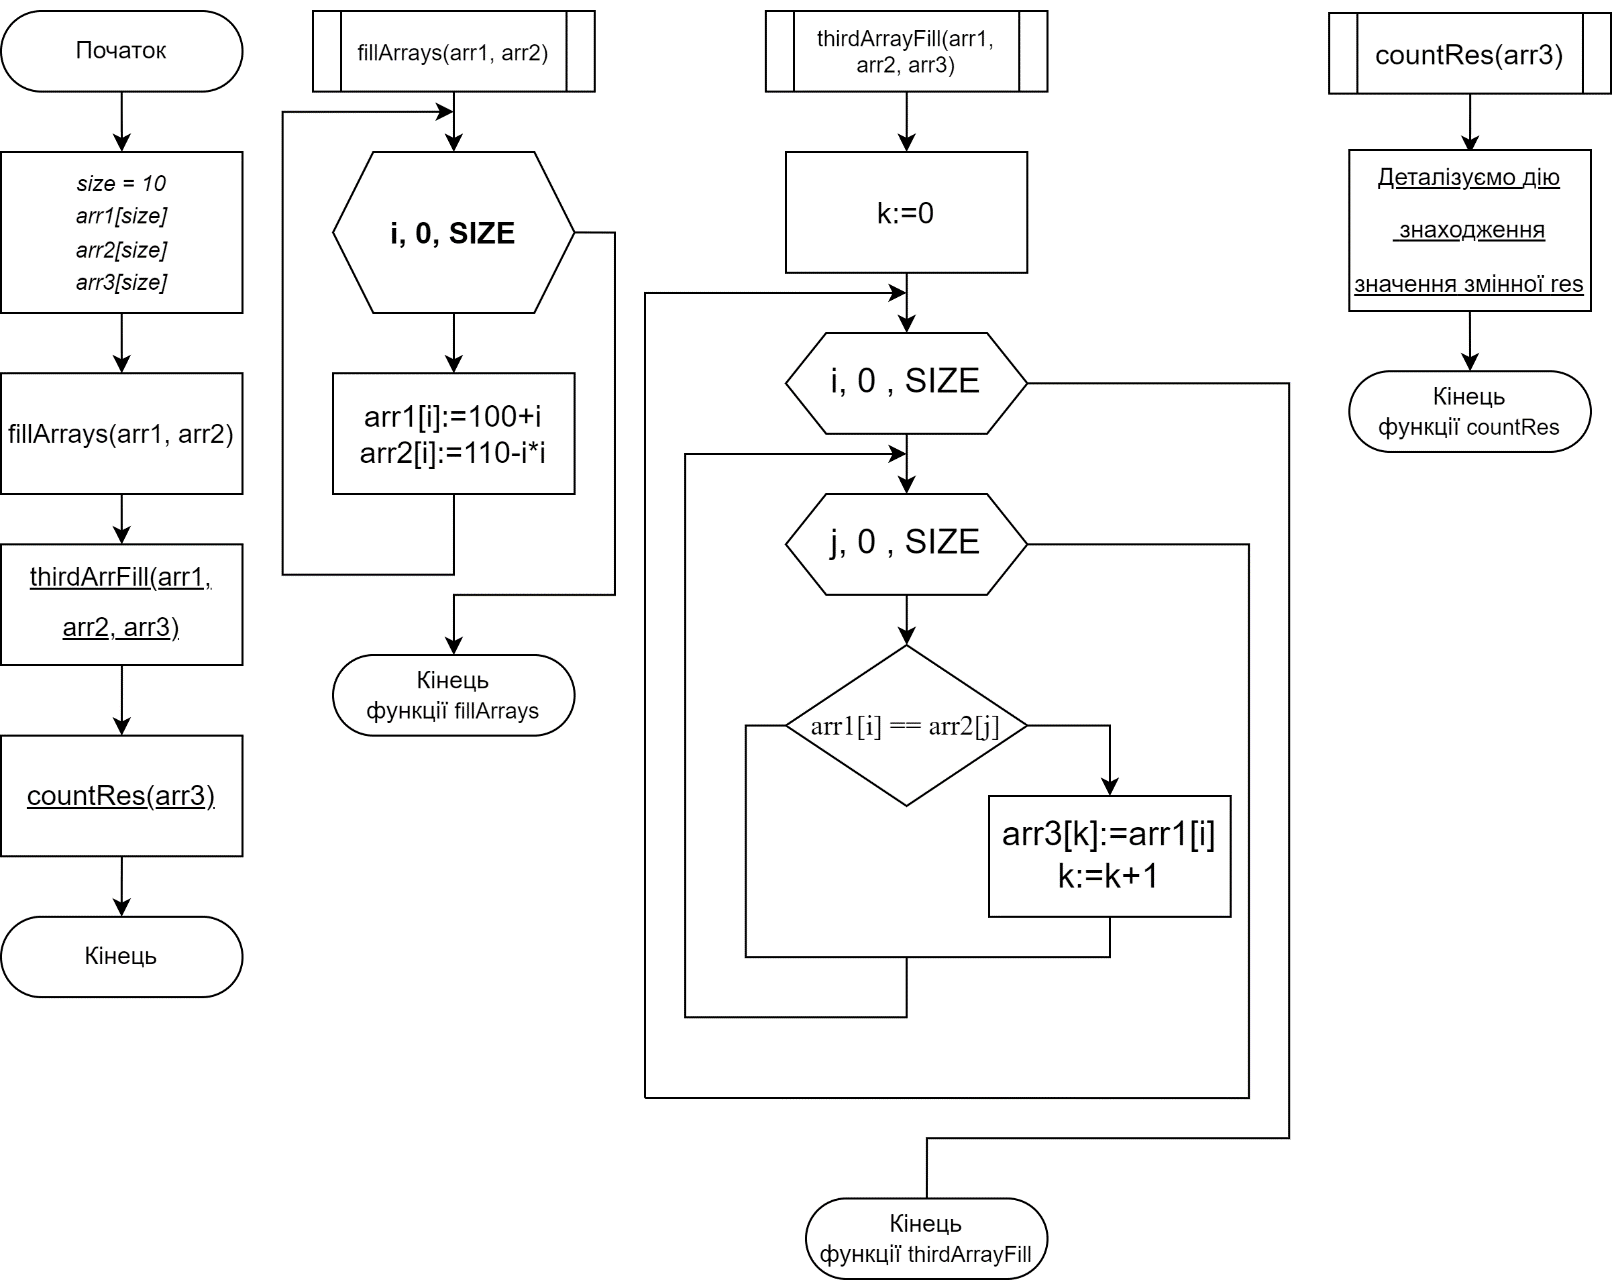 Початок
size = 10
arr1[size]
arr2[size]
arr3[size]
fillArrays(arr1, arr2)
thirdArrFill(arr1,
arr2, arr3)
countRes(arr3)
Кінець
fillArrays(arr1, arr2)
i, 0, SIZE
arr1[i]:=100+i
arr2[i]:=110-i*i
Кінець
функції fillArrays
thirdArrayFill(arr1,
arr2, arr3)
k:=0
i, 0 , SIZE
j, 0 , SIZE
arr1[i] == arr2[j]
arr3[k]:=arr1[i]
k:=k+1
Кінець
функції thirdArrayFill
countRes(arr3)
Деталізуємо дію
знаходження
значення змінної res
Кінець
функції countRes